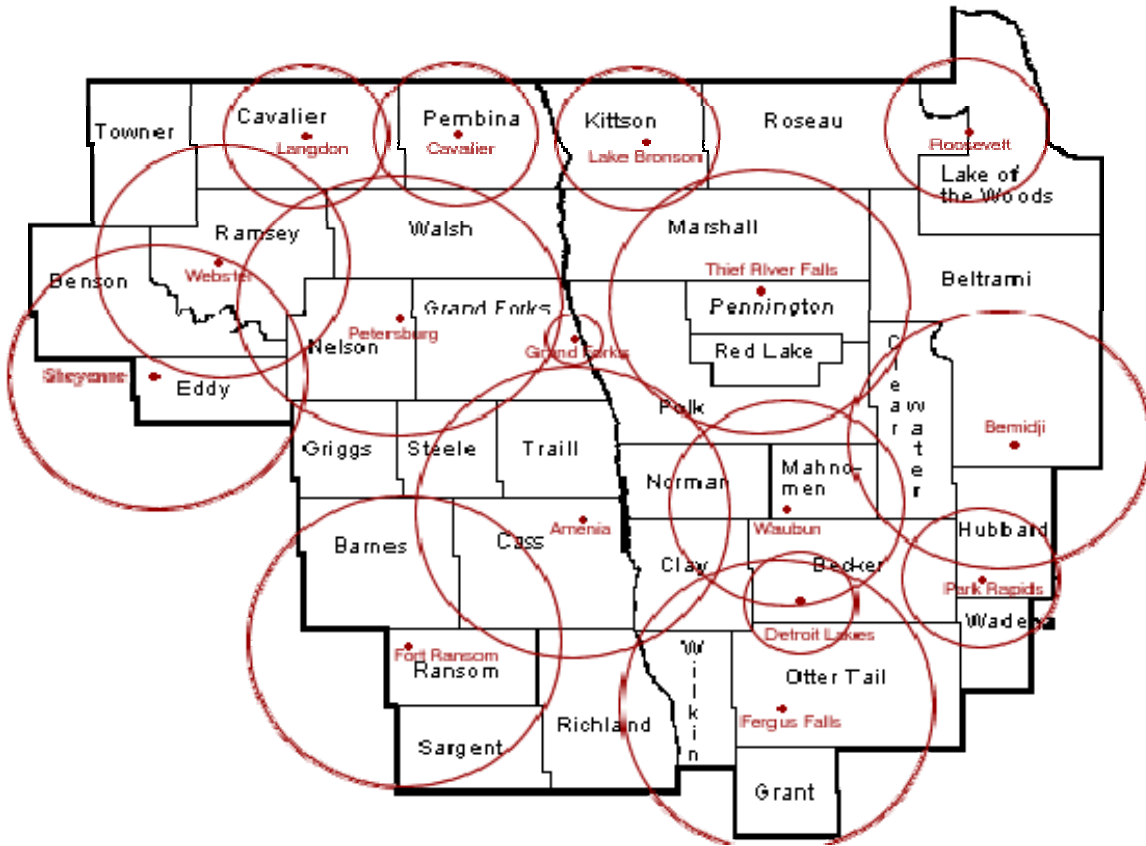 Cavalier
Pembina
Kittson
Roseau
Towner
Langdon
Cavalier
Lake Bronson
Roosevelt
Lake of
the Woods
Ramsey
Walsh
Marshall
Benson
Webster
Thief River Falls
Beltrami
Grand Forks
Pennington
Petersburg
Nelson
Grand Forks
Red Lake
Clear
water
Sheyenne
Eddy
Polk
Bemidji
Griggs
Steele
Traill
Norman
Mahno-
men
Waubun
Barnes
Cass
Amenia
Hubbard
Clay
Becker
Park Rapids
Wadena
Detroit Lakes
Fort Ransom
Ransom
Wilkin
Otter Tail
Richland
Fergus Falls
Sargent
Grant